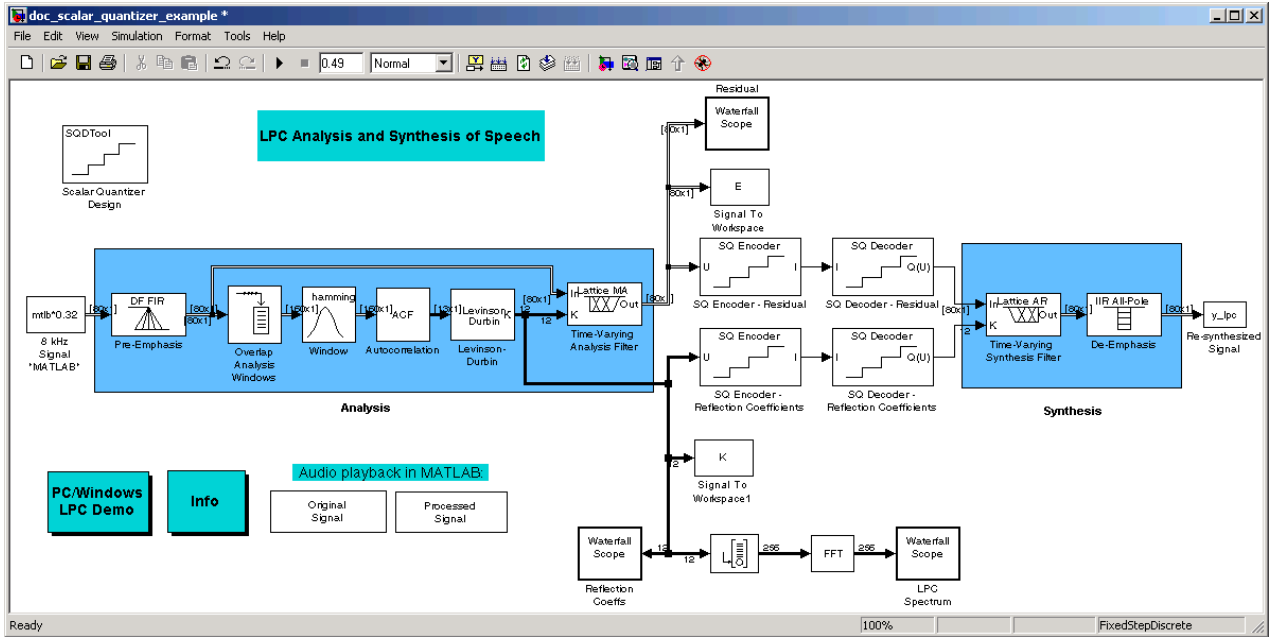 doc_scalar_quantizer_example *
File Edit View Simulation Format Tools Help
0.49 Normal
SQDTool
Scalar Quantizer
Design
LPC Analysis and Synthesis of Speech
Residual
Waterfall
Scope
[80x1]
E
[80x1]
Signal To
Workspace
mtlb*0.32
8 kHz
Signal
"MATLAB"
[80x1]
DF FIR
Pre-Emphasis
[80x1]
[80x1]
Overlap
Analysis
Windows
[160x1]
hamming
Window
[160x1]
ACF
Autocorrelation
[13x1]
Levinson-
Durbin
K
Levinson-
Durbin
12
12
[80x1]
In
K
Lattice MA
Out
Time-Varying
Analysis Filter
[80x]
Analysis
SQ Encoder
U
I
SQ Encoder - Residual
SQ Decoder
I
Q(U)
SQ Decoder - Residual
SQ Encoder
U
I
SQ Encoder -
Reflection Coefficients
SQ Decoder
I
Q(U)
SQ Decoder -
Reflection Coefficients
[80x1]
12
In
K
Lattice AR
Out
Time-Varying
Synthesis Filter
[80x1]
IIR All-Pole
De-Emphasis
[80x1]
y_lpc
Re-synthesized
Signal
Synthesis
12
K
Signal To
Workspace1
PC/Windows
LPC Demo
Info
Audio playback in MATLAB:
Original
Signal
Processed
Signal
Waterfall
Scope
Reflection
Coeffs
12
12
256
FFT
256
Waterfall
Scope
LPC
Spectrum
Ready
100%
FixedStepDiscrete